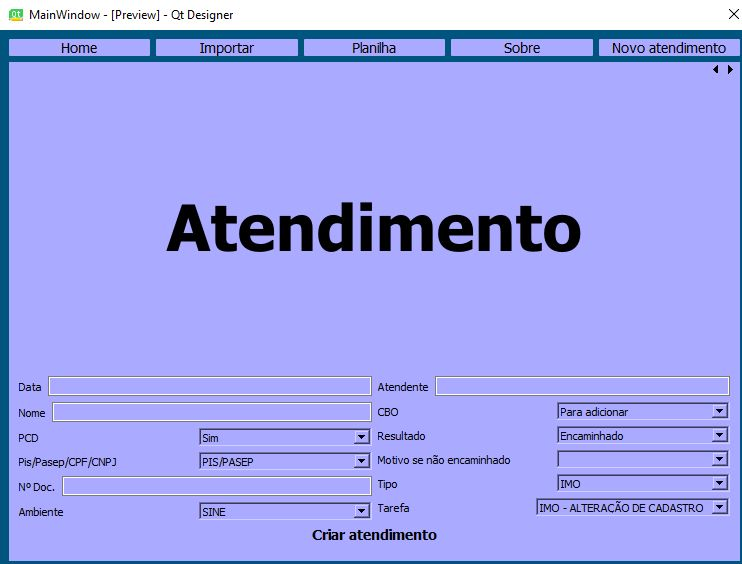 MainWindow - [Preview] - Qt Designer
Home Importar Planilha Sobre Novo atendimento
Atendimento
Data Atendente
Nome CBO Para adicionar
PCD Sim Resultado Encaminhado
Pis/Pasep/CPF/CNPJ PIS/PASEP Motivo se não encaminhado
Nº Doc. Tipo IMO
Ambiente SINE Tarefa IMO - ALTERAÇÃO DE CADASTRO
Criar atendimento